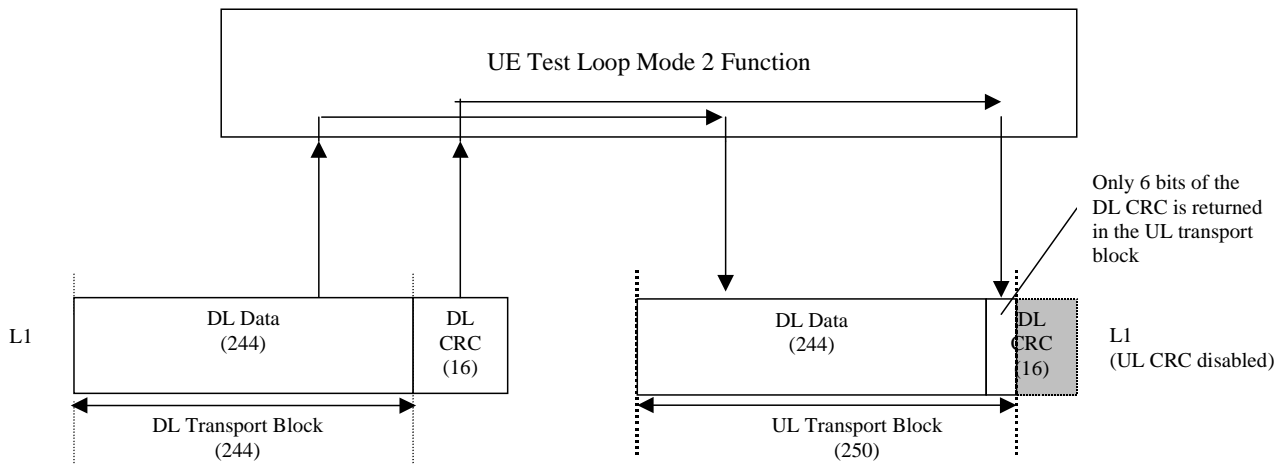 UE Test Loop Mode 2 Function
Only 6 bits of the
DL CRC is returned
in the UL transport
block
L1
DL Data
(244)
DL
CRC
(16)
DL Data
(244)
DL
CRC
(16)
L1
(UL CRC disabled)
DL Transport Block
(244)
UL Transport Block
(250)